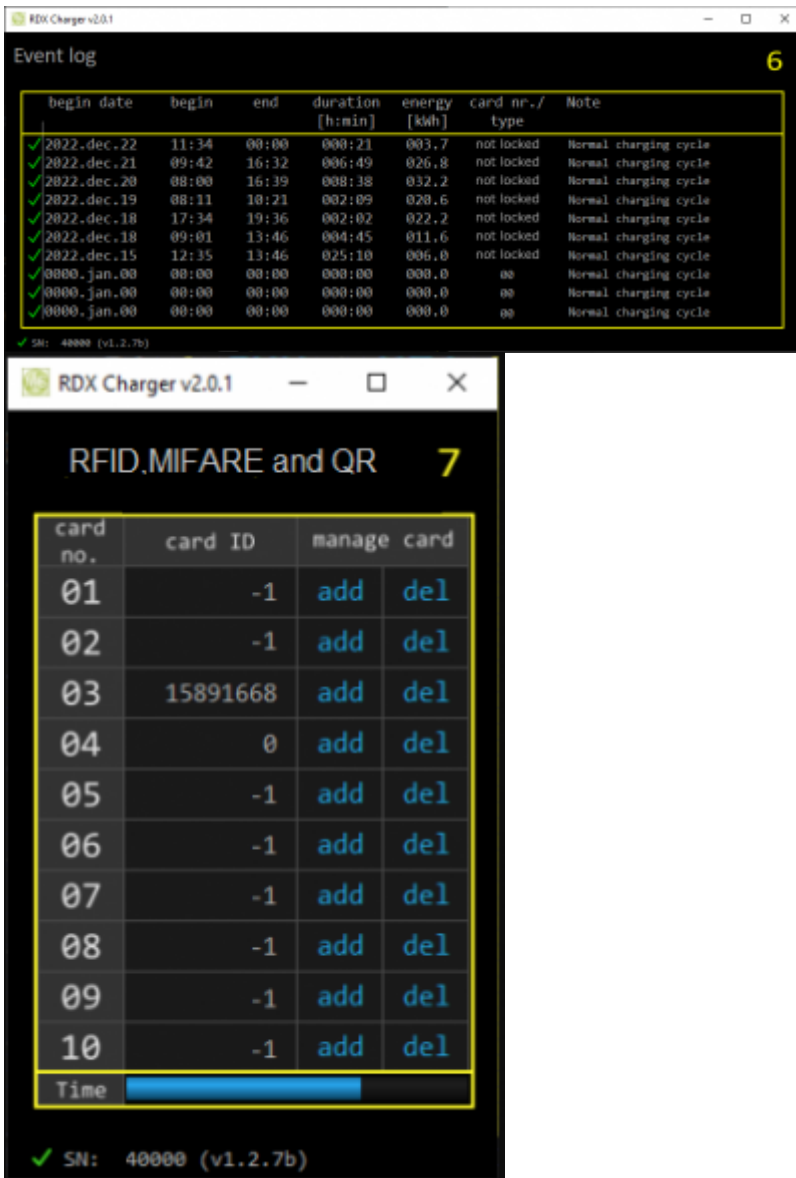 RDX Charger v2.0.1
Event log 6
begin date begin end duration energy card nr./ Note
[h:min] [kWh] type
2022.dec.22 11:34 00:00 000:21 003.7 not locked Normal charging cycle
2022.dec.21 09:42 16:32 006:49 026.8 not locked Normal charging cycle
2022.dec.20 08:00 16:39 008:38 032.2 not locked Normal charging cycle
2022.dec.19 08:11 10:21 002:09 020.6 not locked Normal charging cycle
2022.dec.18 17:34 19:36 002:02 022.2 not locked Normal charging cycle
2022.dec.18 09:01 13:46 004:45 011.6 not locked Normal charging cycle
2022.dec.15 12:35 13:46 025:10 006.0 not locked Normal charging cycle
0000.jan.00 00:00 00:00 000:00 000.0 00 Normal charging cycle
0000.jan.00 00:00 00:00 000:00 000.0 00 Normal charging cycle
0000.jan.00 00:00 00:00 000:00 000.0 00 Normal charging cycle
SN: 40000 (v1.2.7b)
RDX Charger v2.0.1
RFID,MIFARE and QR 7
card no. card ID manage card
01 -1 add del
02 -1 add del
03 15891668 add del
04 0 add del
05 -1 add del
06 -1 add del
07 -1 add del
08 -1 add del
09 -1 add del
10 -1 add del
Time
SN: 40000 (v1.2.7b)